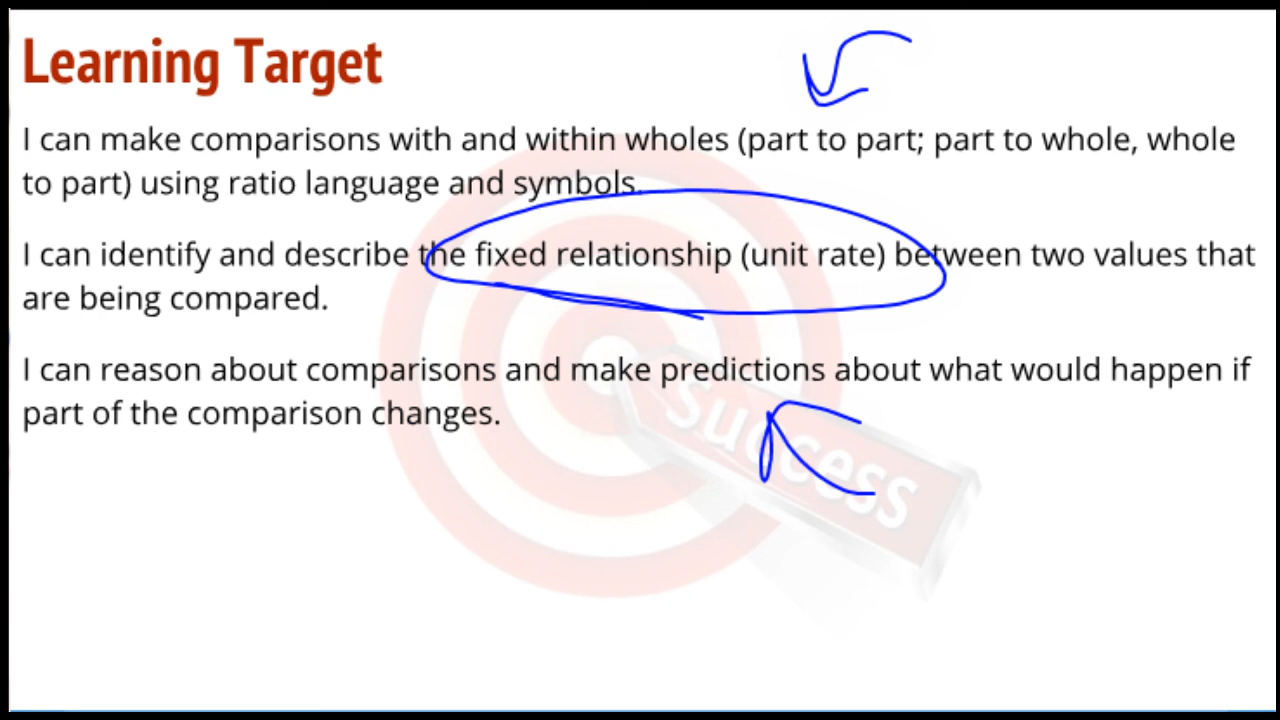 Learning Target
I can make comparisons with and within wholes (part to part; part to whole, whole
to part) using ratio language and symbols.
I can identify and describe the fixed relationship (unit rate) between two values that
are being compared.
I can reason about comparisons and make predictions about what would happen if
part of the comparison changes.
Success